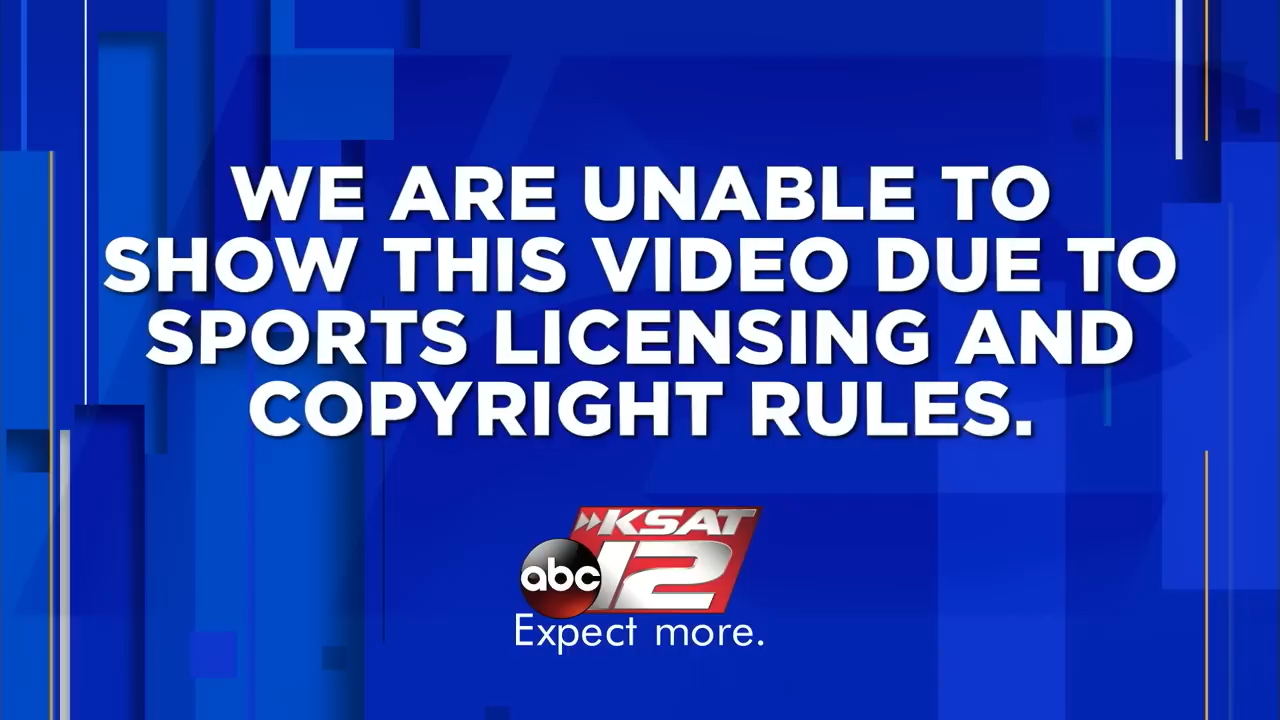 WE ARE UNABLE TO
SHOW THIS VIDEO DUE TO
SPORTS LICENSING AND
COPYRIGHT RULES.
KSAT
abc 12
Expect more.